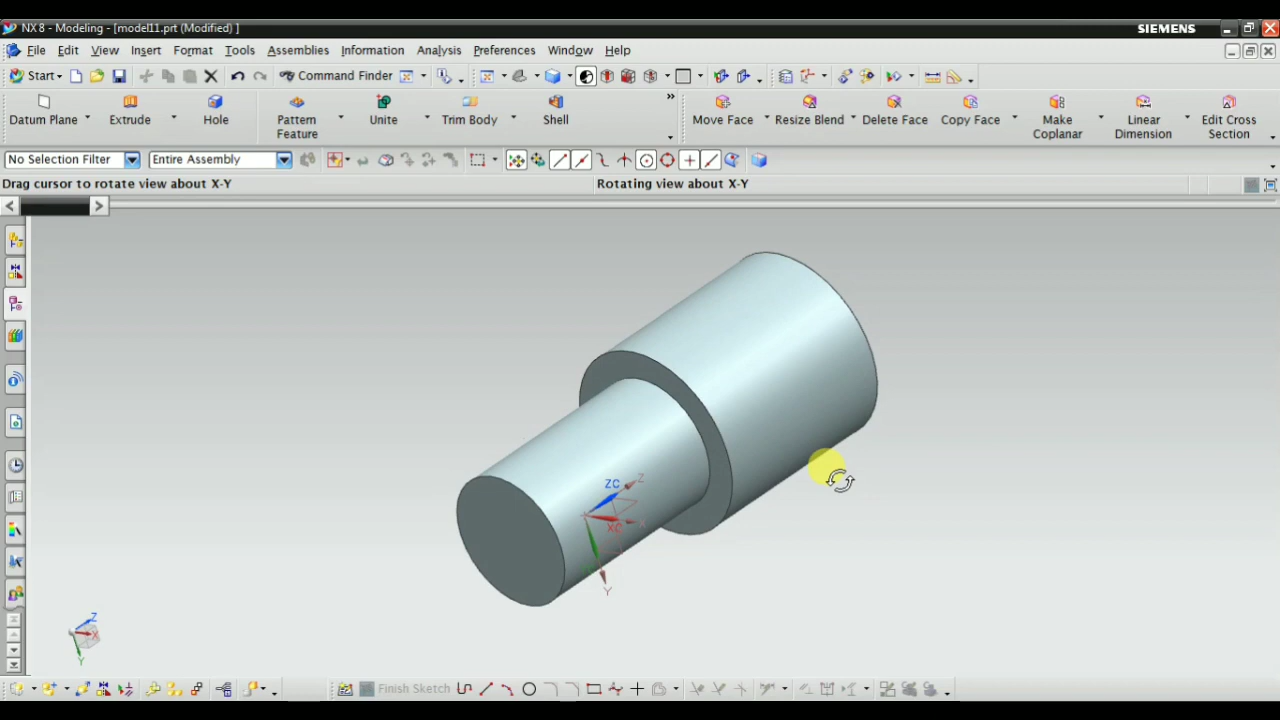 NX 8 - Modeling - [model11.prt (Modified) ]
SIEMENS
File Edit View Insert Format Tools Assemblies Information Analysis Preferences Window Help
Start Command Finder
Datum Plane Extrude Hole Pattern Feature Unite Trim Body Shell Move Face Resize Blend Delete Face Copy Face Make Coplanar Linear Dimension Edit Cross Section
No Selection Filter Entire Assembly
Drag cursor to rotate view about X-Y Rotating view about X-Y
ZC Z
XC X
Y
Z
X
Y
Finish Sketch